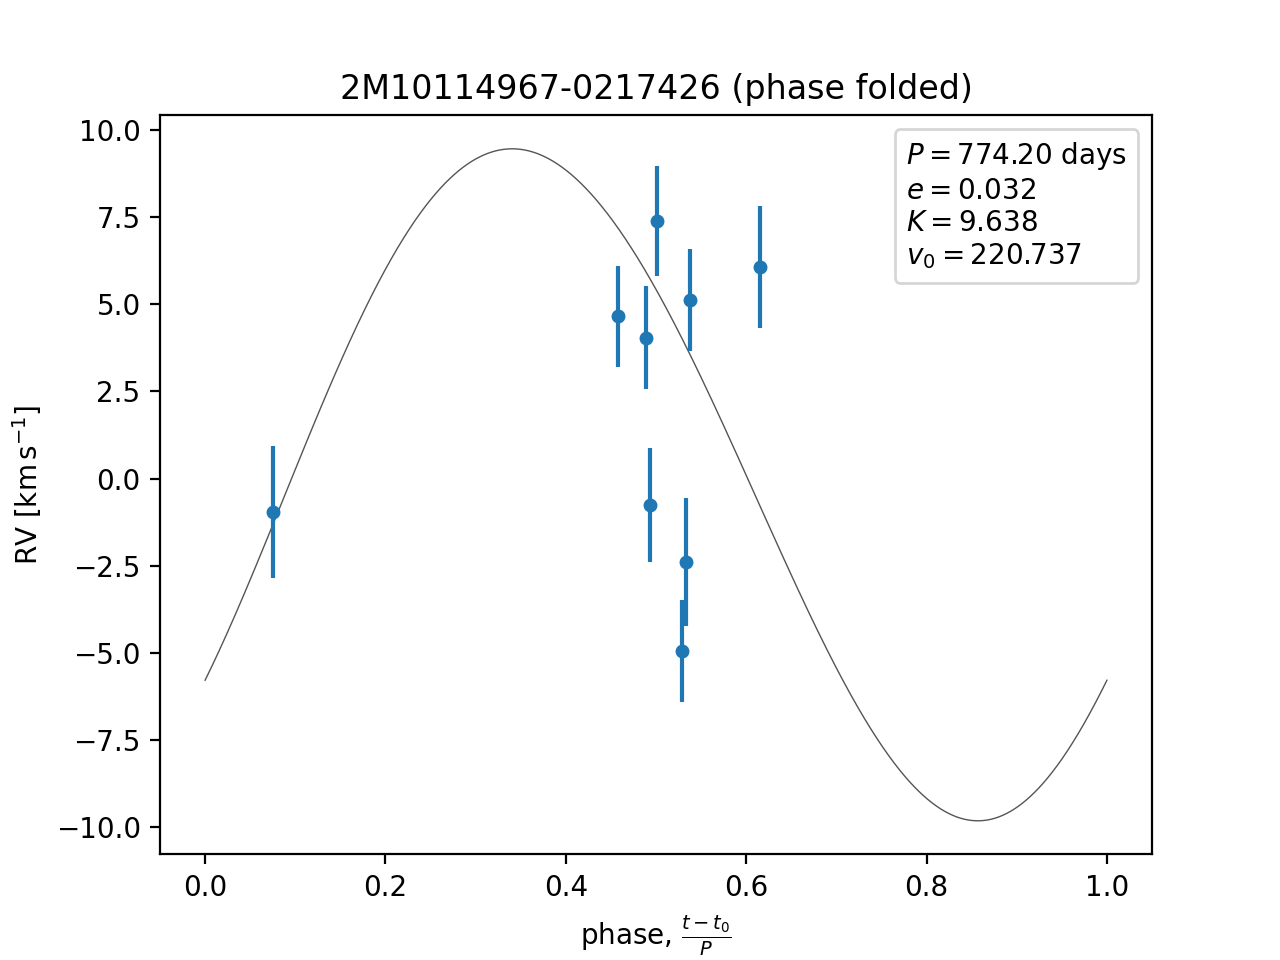 2M10114967-0217426 (phase folded)
P = 774.20 days
e = 0.032
K = 9.638
v₀ = 220.737
10.0
7.5
5.0
2.5
0.0
−2.5
−5.0
−7.5
−10.0
RV [km s⁻¹]
0.0 0.2 0.4 0.6 0.8 1.0
phase, (t − t₀)/P